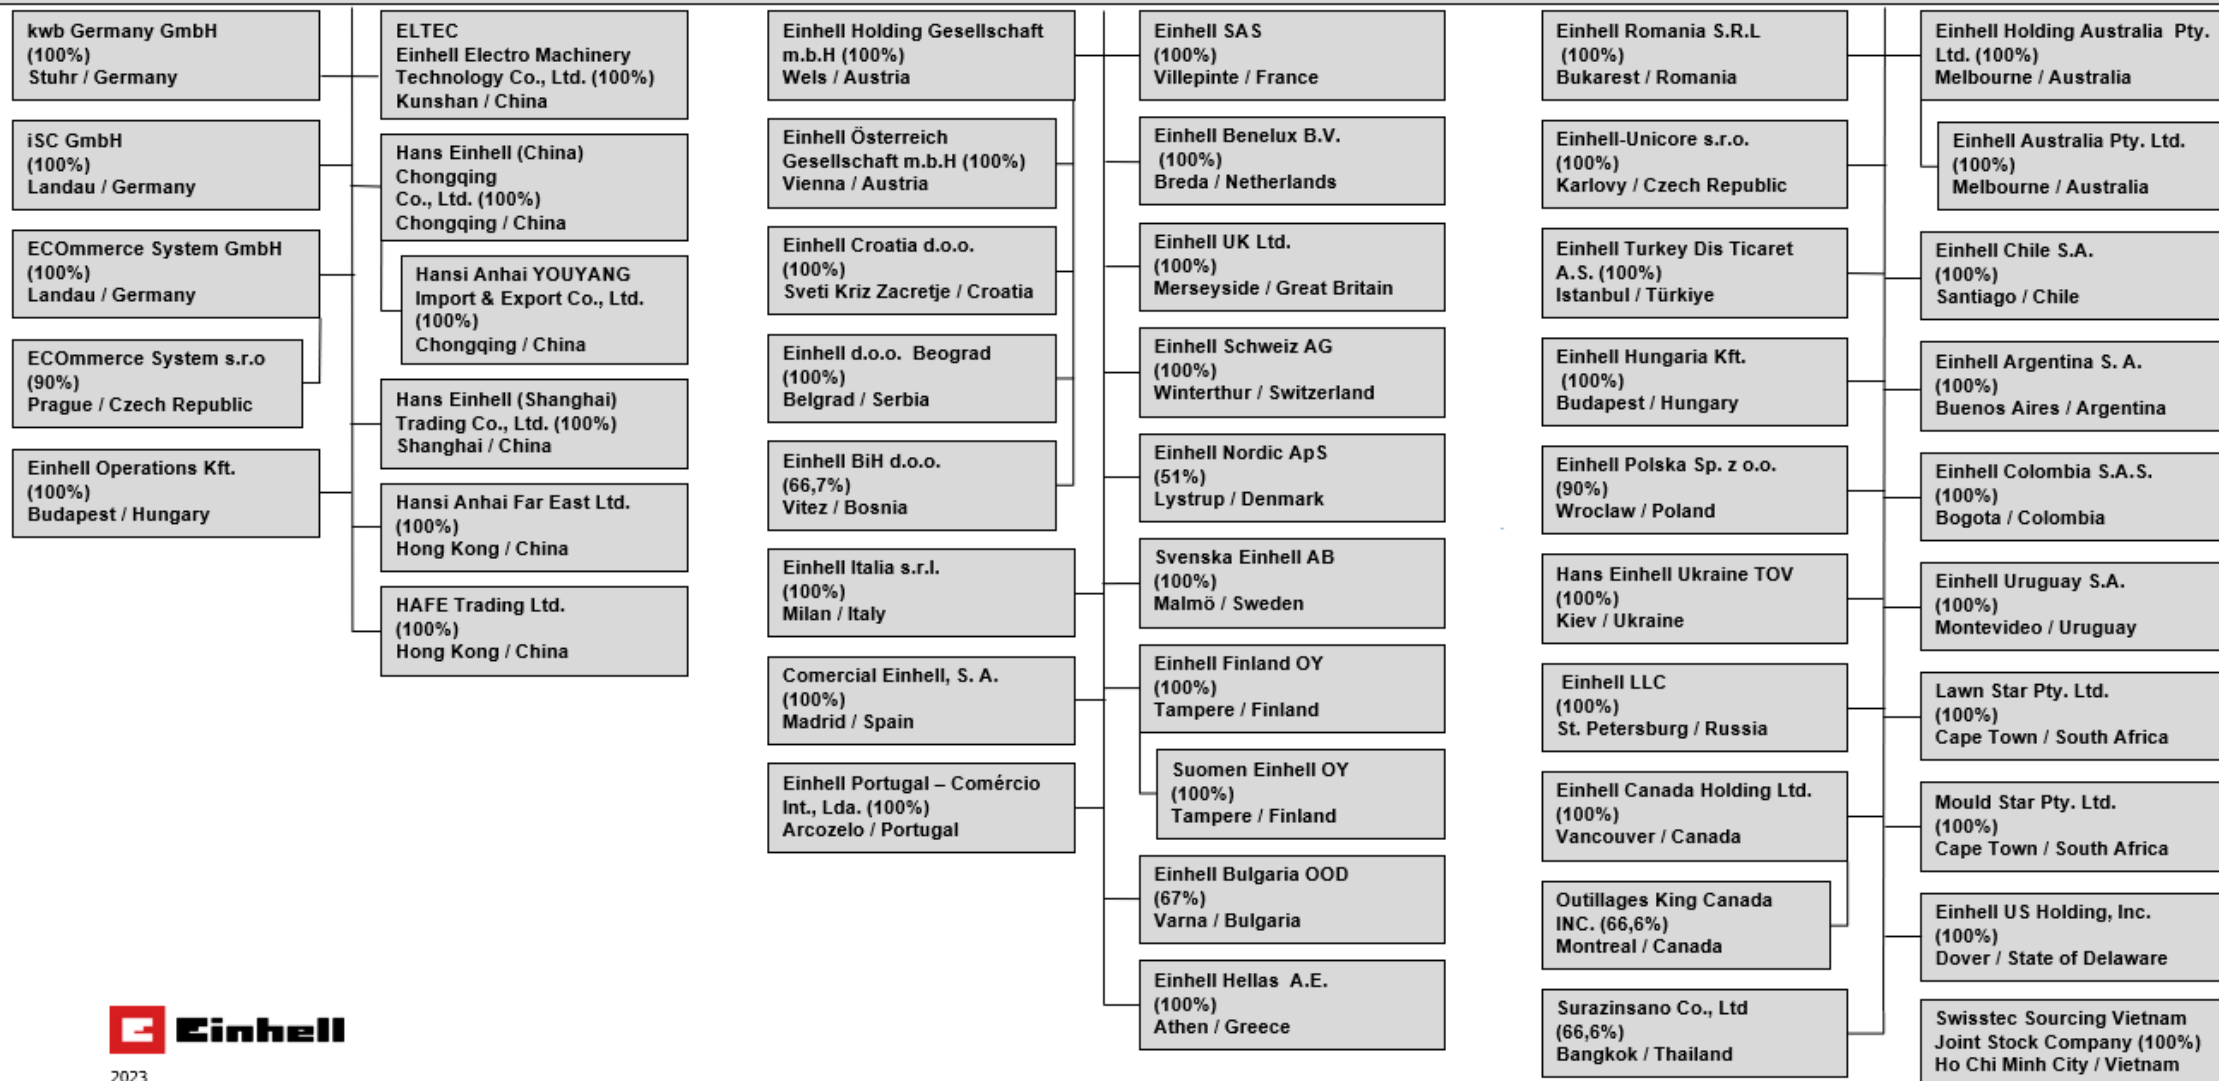 kwb Germany GmbH
(100%)
Stuhr / Germany
iSC GmbH
(100%)
Landau / Germany
ECOmmerce System GmbH
(100%)
Landau / Germany
ECOmmerce System s.r.o
(90%)
Prague / Czech Republic
Einhell Operations Kft.
(100%)
Budapest / Hungary
ELTEC
Einhell Electro Machinery
Technology Co., Ltd. (100%)
Kunshan / China
Hans Einhell (China)
Chongqing
Co., Ltd. (100%)
Chongqing / China
Hansi Anhai YOUYANG
Import & Export Co., Ltd.
(100%)
Chongqing / China
Hans Einhell (Shanghai)
Trading Co., Ltd. (100%)
Shanghai / China
Hansi Anhai Far East Ltd.
(100%)
Hong Kong / China
HAFE Trading Ltd.
(100%)
Hong Kong / China
Einhell Holding Gesellschaft
m.b.H (100%)
Wels / Austria
Einhell Österreich
Gesellschaft m.b.H (100%)
Vienna / Austria
Einhell Croatia d.o.o.
(100%)
Sveti Kriz Zacretje / Croatia
Einhell d.o.o. Beograd
(100%)
Belgrad / Serbia
Einhell BiH d.o.o.
(66,7%)
Vitez / Bosnia
Einhell Italia s.r.l.
(100%)
Milan / Italy
Comercial Einhell, S. A.
(100%)
Madrid / Spain
Einhell Portugal – Comércio
Int., Lda. (100%)
Arcozelo / Portugal
Einhell SAS
(100%)
Villepinte / France
Einhell Benelux B.V.
(100%)
Breda / Netherlands
Einhell UK Ltd.
(100%)
Merseyside / Great Britain
Einhell Schweiz AG
(100%)
Winterthur / Switzerland
Einhell Nordic ApS
(51%)
Lystrup / Denmark
Svenska Einhell AB
(100%)
Malmö / Sweden
Einhell Finland OY
(100%)
Tampere / Finland
Suomen Einhell OY
(100%)
Tampere / Finland
Einhell Bulgaria OOD
(67%)
Varna / Bulgaria
Einhell Hellas A.E.
(100%)
Athen / Greece
Einhell Romania S.R.L
(100%)
Bukarest / Romania
Einhell-Unicore s.r.o.
(100%)
Karlovy / Czech Republic
Einhell Turkey Dis Ticaret
A.S. (100%)
Istanbul / Türkiye
Einhell Hungaria Kft.
(100%)
Budapest / Hungary
Einhell Polska Sp. z o.o.
(90%)
Wroclaw / Poland
Hans Einhell Ukraine TOV
(100%)
Kiev / Ukraine
Einhell LLC
(100%)
St. Petersburg / Russia
Einhell Canada Holding Ltd.
(100%)
Vancouver / Canada
Outillages King Canada
INC. (66,6%)
Montreal / Canada
Surazinsano Co., Ltd
(66,6%)
Bangkok / Thailand
Einhell Holding Australia Pty.
Ltd. (100%)
Melbourne / Australia
Einhell Australia Pty. Ltd.
(100%)
Melbourne / Australia
Einhell Chile S.A.
(100%)
Santiago / Chile
Einhell Argentina S. A.
(100%)
Buenos Aires / Argentina
Einhell Colombia S.A.S.
(100%)
Bogota / Colombia
Einhell Uruguay S.A.
(100%)
Montevideo / Uruguay
Lawn Star Pty. Ltd.
(100%)
Cape Town / South Africa
Mould Star Pty. Ltd.
(100%)
Cape Town / South Africa
Einhell US Holding, Inc.
(100%)
Dover / State of Delaware
Swisstec Sourcing Vietnam
Joint Stock Company (100%)
Ho Chi Minh City / Vietnam
Einhell
2023